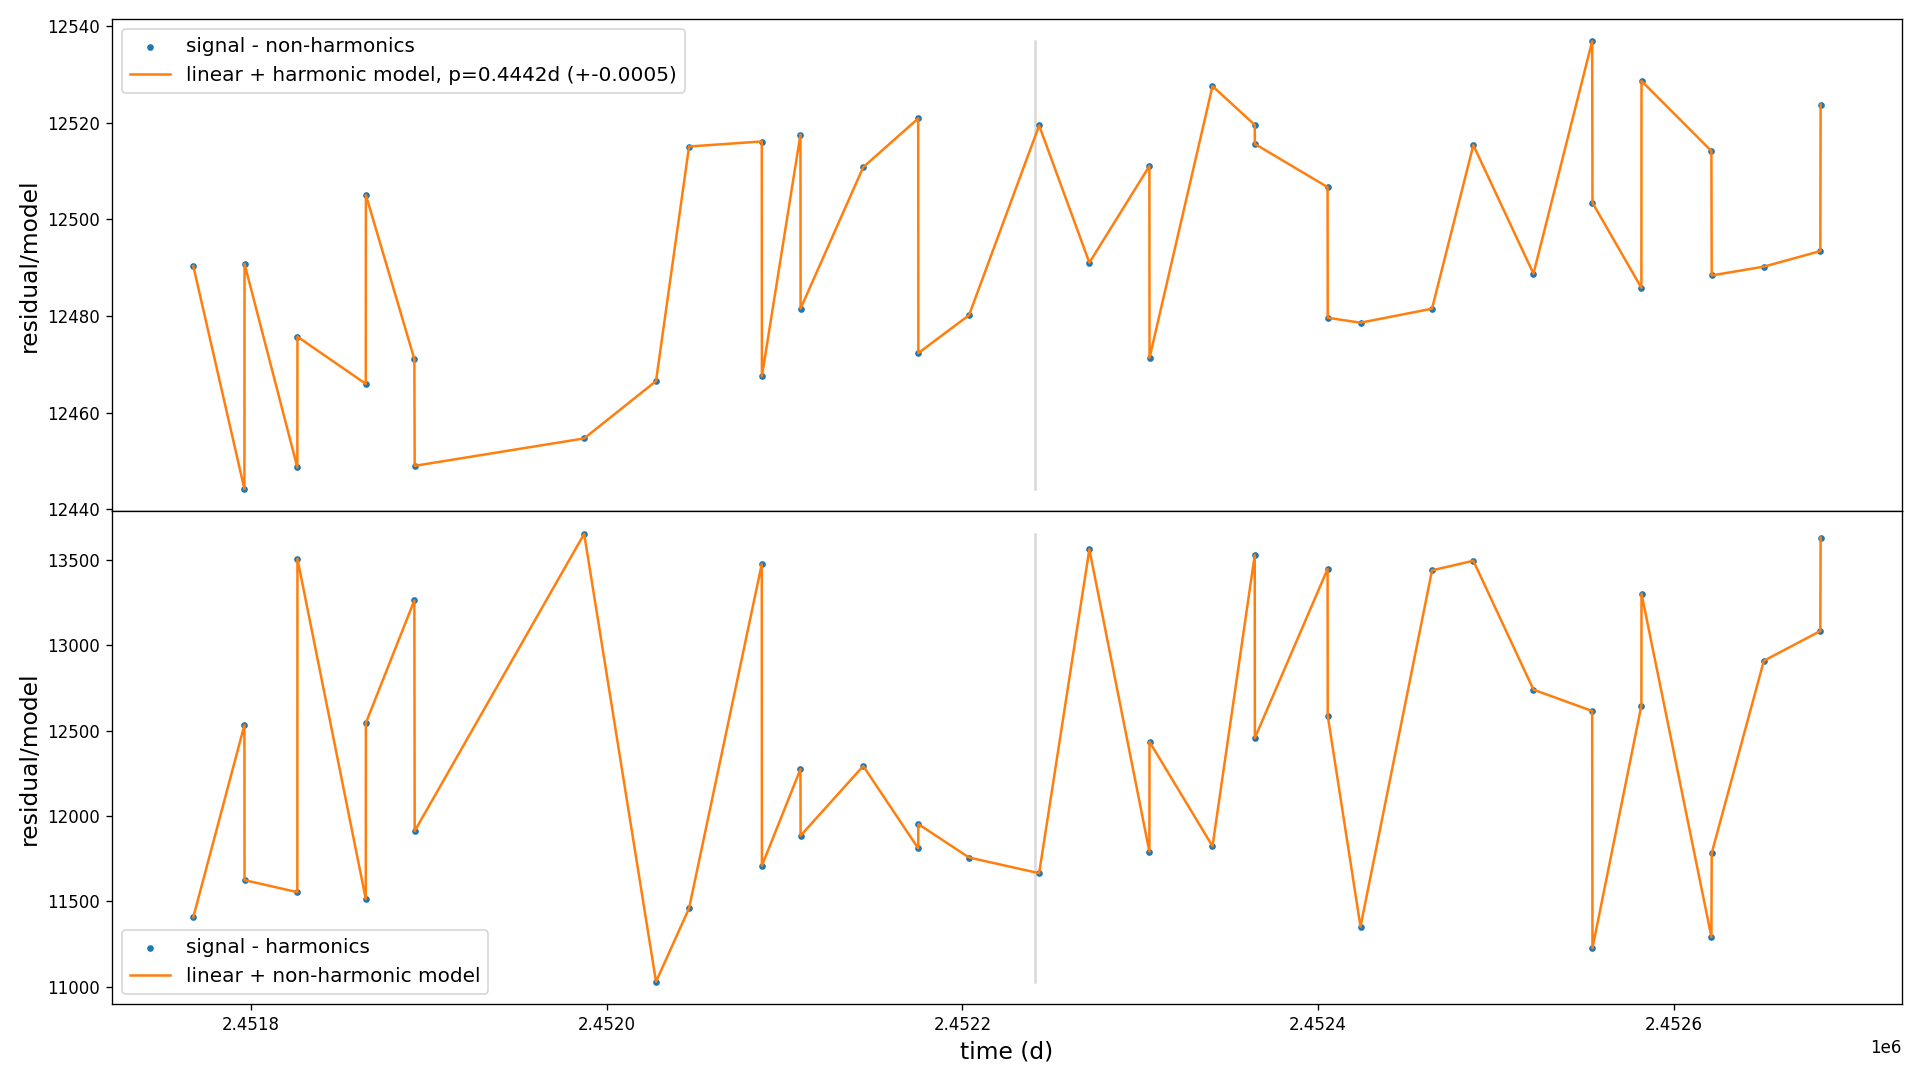 12540
12520
12500
12480
12460
12440
residual/model
signal - non-harmonics
linear + harmonic model, p=0.4442d (+-0.0005)
13500
13000
12500
12000
11500
11000
residual/model
signal - harmonics
linear + non-harmonic model
2.4518
2.4520
2.4522
2.4524
2.4526
1e6
time (d)